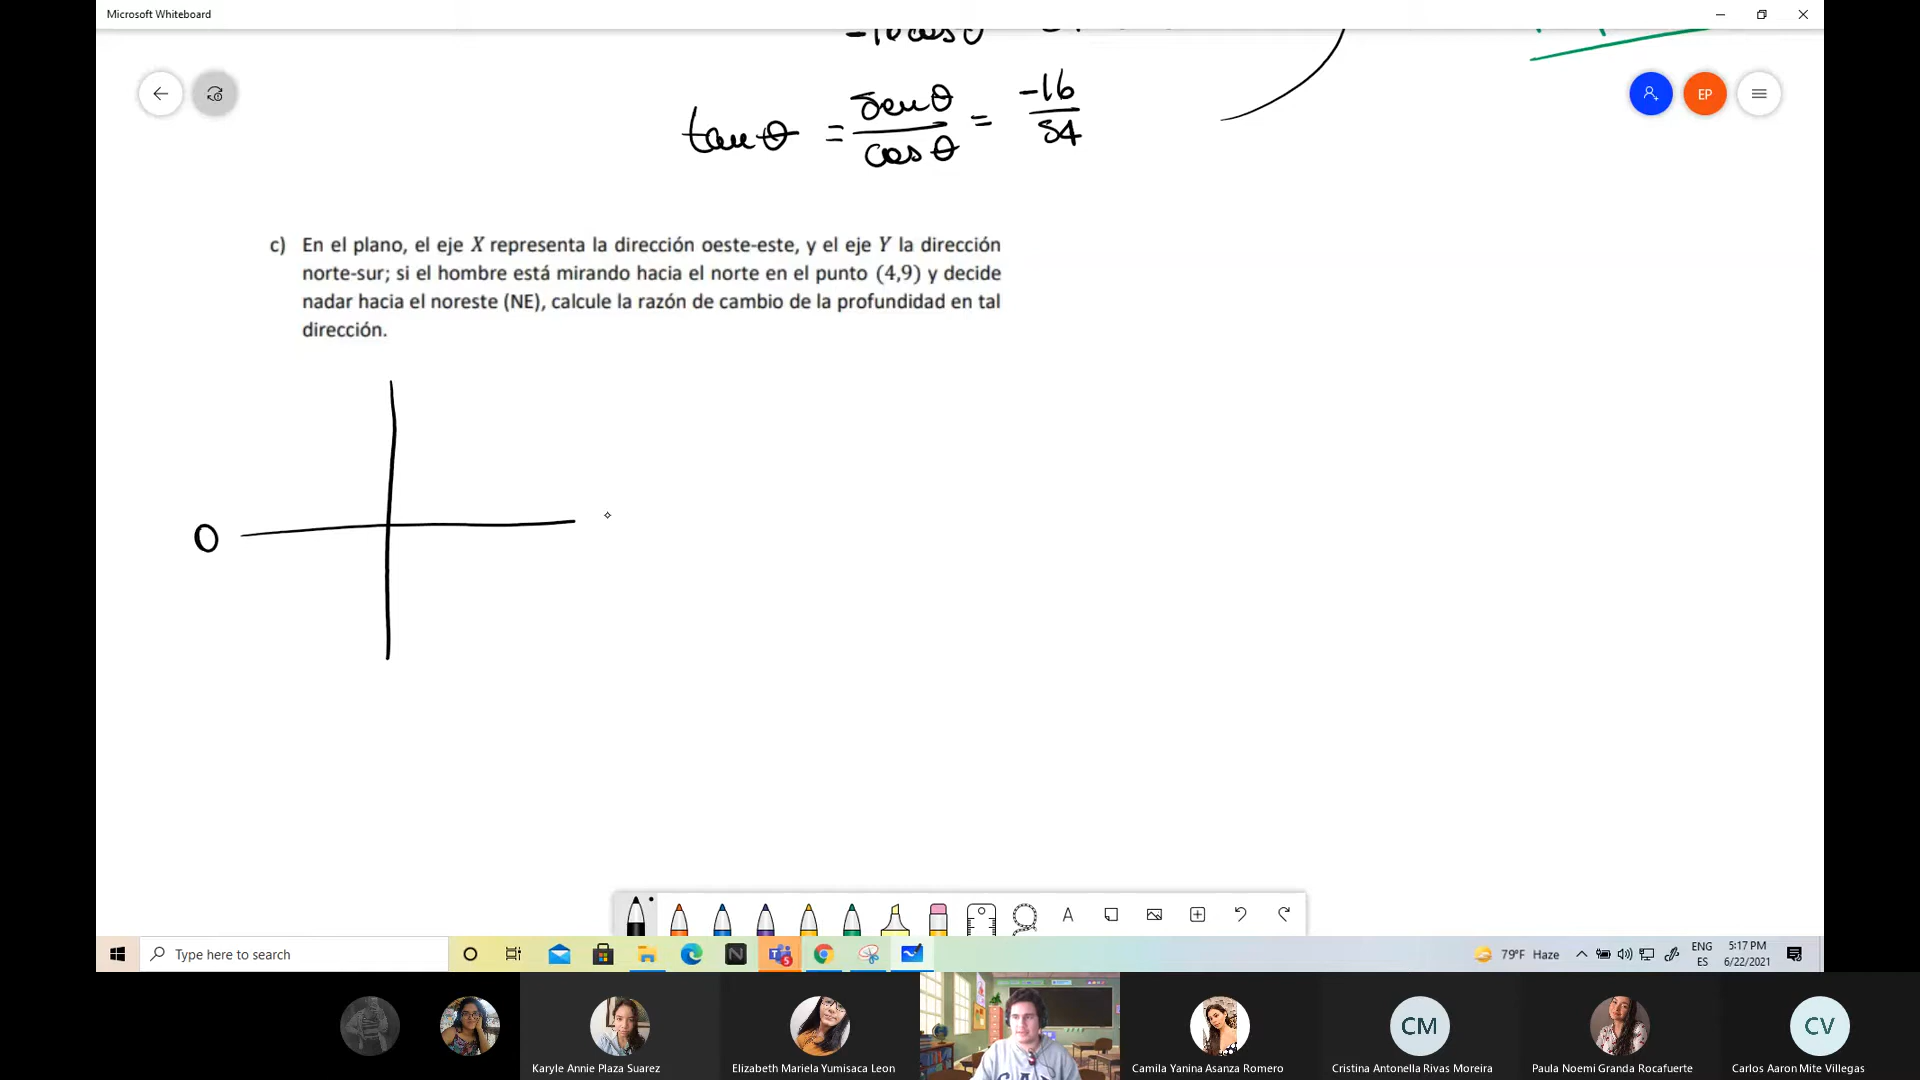 Microsoft Whiteboard
-16 cos θ
tan θ = sen θ / cos θ = -16 / 54
EP
c) En el plano, el eje X representa la dirección oeste-este, y el eje Y la dirección
norte-sur; si el hombre está mirando hacia el norte en el punto (4,9) y decide
nadar hacia el noreste (NE), calcule la razón de cambio de la profundidad en tal
dirección.
O
A
Type here to search
N
5
79°F Haze
ENG
ES
5:17 PM
6/22/2021
CM
CV
Karyle Annie Plaza Suarez
Elizabeth Mariela Yumisaca Leon
Camila Yanina Asanza Romero
Cristina Antonella Rivas Moreira
Paula Noemi Granda Rocafuerte
Carlos Aaron Mite Villegas